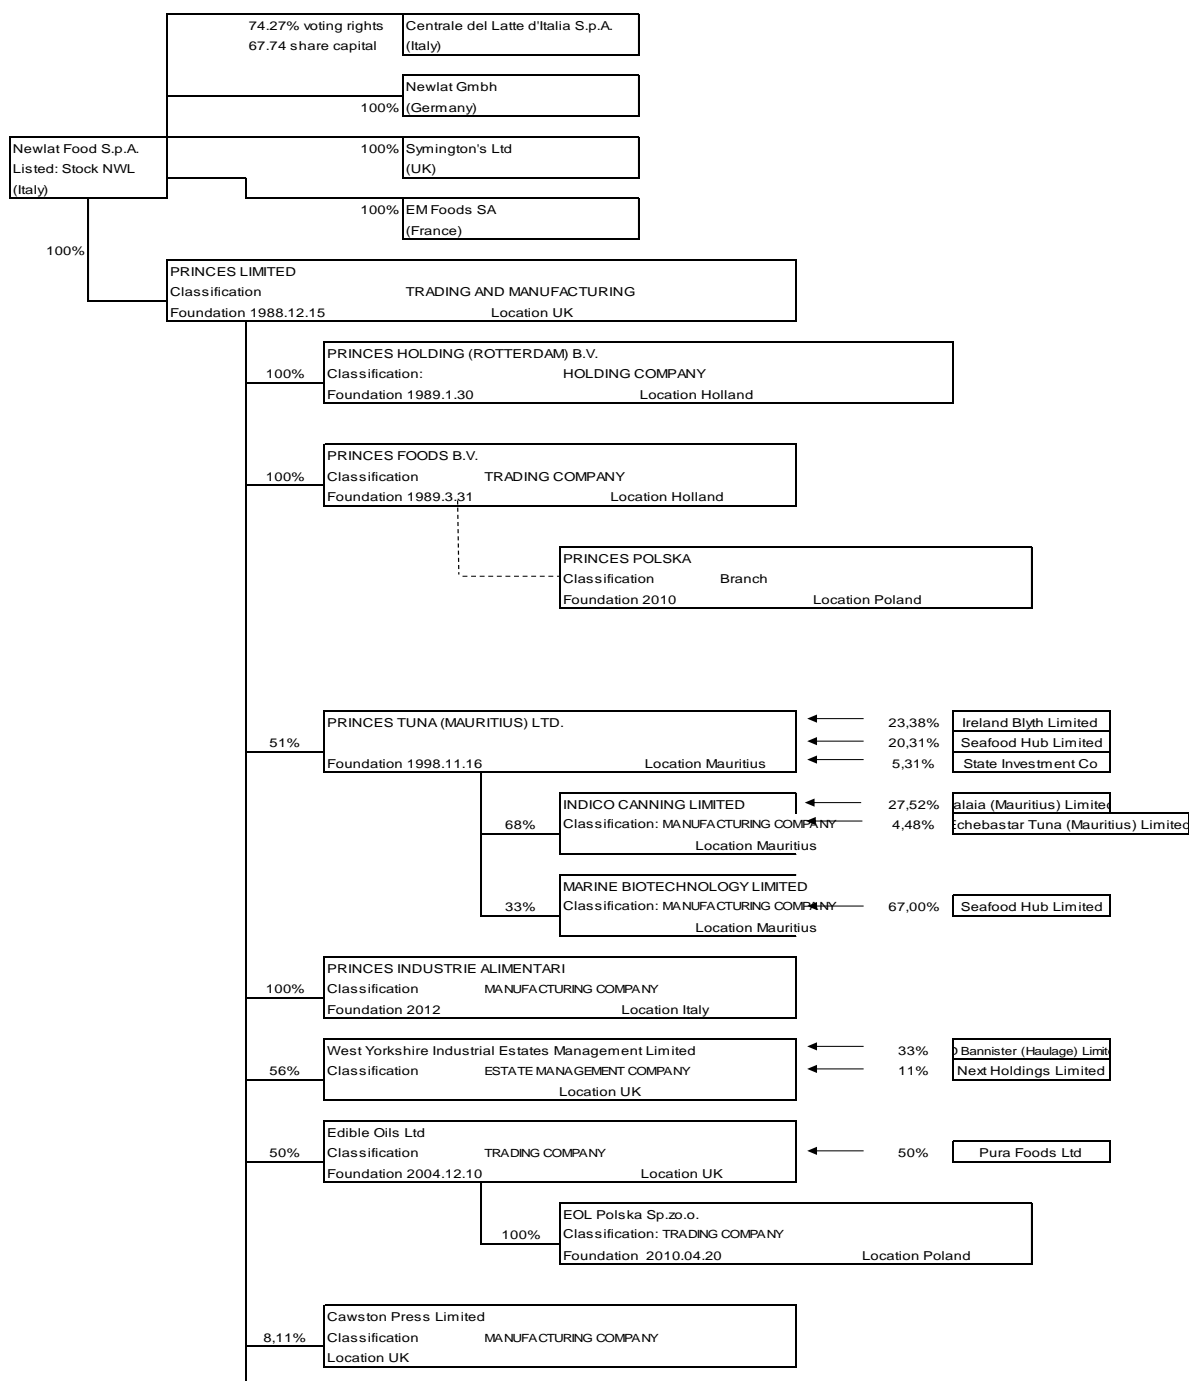 74.27% voting rights Centrale del Latte d'Italia S.p.A.
67.74 share capital (Italy)
Newlat Gmbh
100% (Germany)
Newlat Food S.p.A. 100% Symington's Ltd
Listed: Stock NWL (UK)
(Italy)
100% EM Foods SA
(France)
100%
PRINCES LIMITED
Classification TRADING AND MANUFACTURING
Foundation 1988.12.15 Location UK
PRINCES HOLDING (ROTTERDAM) B.V.
100% Classification: HOLDING COMPANY
Foundation 1989.1.30 Location Holland
PRINCES FOODS B.V.
100% Classification TRADING COMPANY
Foundation 1989.3.31 Location Holland
PRINCES POLSKA
Classification Branch
Foundation 2010 Location Poland
PRINCES TUNA (MAURITIUS) LTD. 23,38% Ireland Blyth Limited
51% 20,31% Seafood Hub Limited
Foundation 1998.11.16 Location Mauritius 5,31% State Investment Co
INDICO CANNING LIMITED 27,52% alaia (Mauritius) Limited
68% Classification: MANUFACTURING COMPANY 4,48% Echebastar Tuna (Mauritius) Limited
Location Mauritius
MARINE BIOTECHNOLOGY LIMITED
33% Classification: MANUFACTURING COMPANY 67,00% Seafood Hub Limited
Location Mauritius
PRINCES INDUSTRIE ALIMENTARI
100% Classification MANUFACTURING COMPANY
Foundation 2012 Location Italy
West Yorkshire Industrial Estates Management Limited 33% Bannister (Haulage) Limite
56% Classification ESTATE MANAGEMENT COMPANY 11% Next Holdings Limited
Location UK
Edible Oils Ltd
50% Classification TRADING COMPANY 50% Pura Foods Ltd
Foundation 2004.12.10 Location UK
EOL Polska Sp.zo.o.
100% Classification: TRADING COMPANY
Foundation 2010.04.20 Location Poland
Cawston Press Limited
8,11% Classification MANUFACTURING COMPANY
Location UK